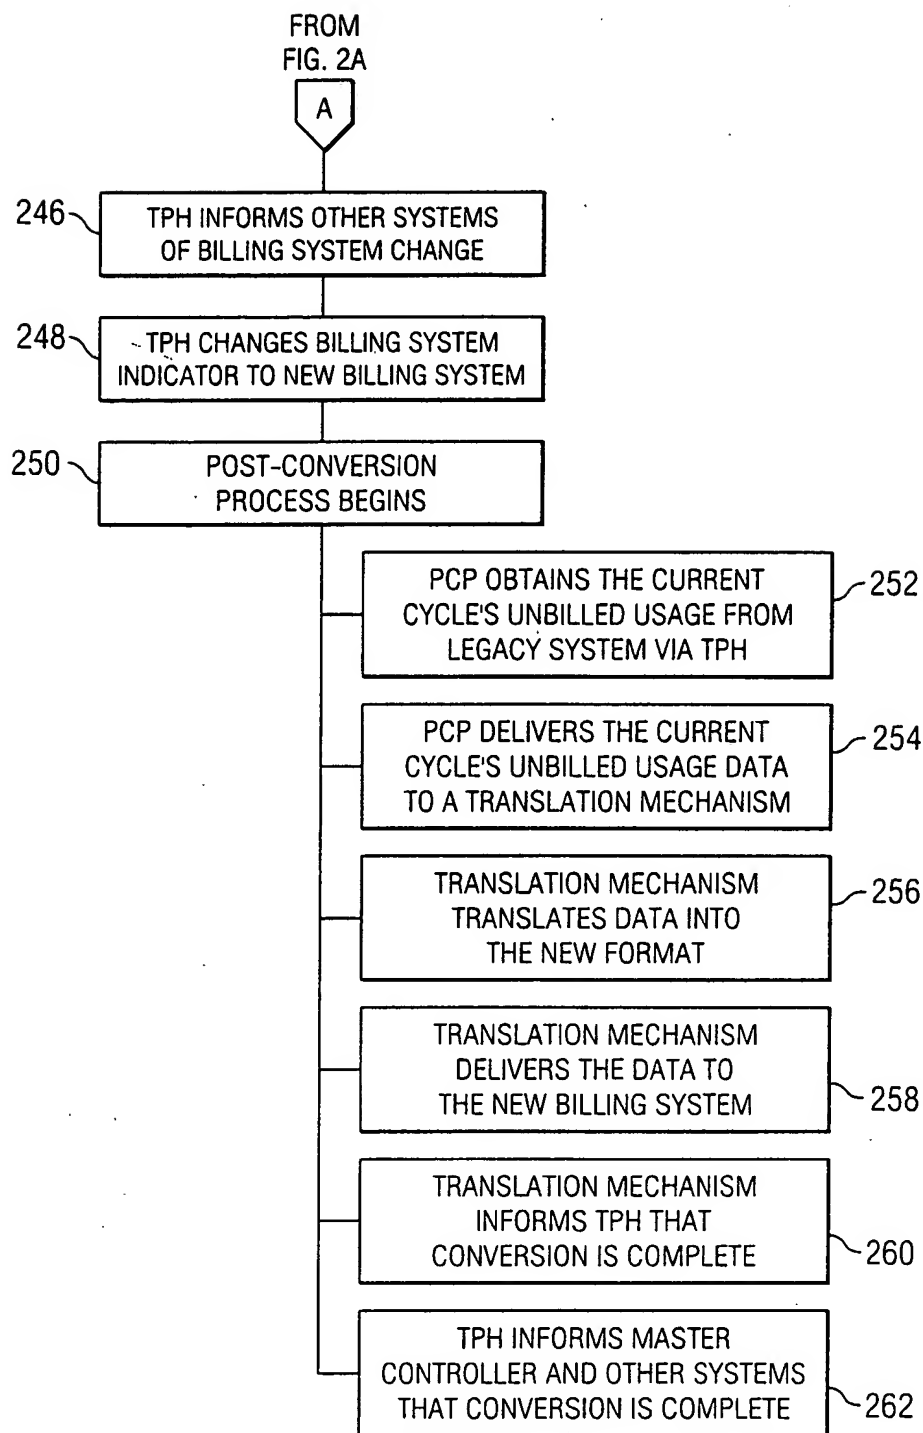 FROM
FIG. 2A
A
246
TPH INFORMS OTHER SYSTEMS
OF BILLING SYSTEM CHANGE
248
TPH CHANGES BILLING SYSTEM
INDICATOR TO NEW BILLING SYSTEM
250
POST-CONVERSION
PROCESS BEGINS
PCP OBTAINS THE CURRENT
CYCLE'S UNBILLED USAGE FROM
LEGACY SYSTEM VIA TPH
252
PCP DELIVERS THE CURRENT
CYCLE'S UNBILLED USAGE DATA
TO A TRANSLATION MECHANISM
254
TRANSLATION MECHANISM
TRANSLATES DATA INTO
THE NEW FORMAT
256
TRANSLATION MECHANISM
DELIVERS THE DATA TO
THE NEW BILLING SYSTEM
258
TRANSLATION MECHANISM
INFORMS TPH THAT
CONVERSION IS COMPLETE
260
TPH INFORMS MASTER
CONTROLLER AND OTHER SYSTEMS
THAT CONVERSION IS COMPLETE
262